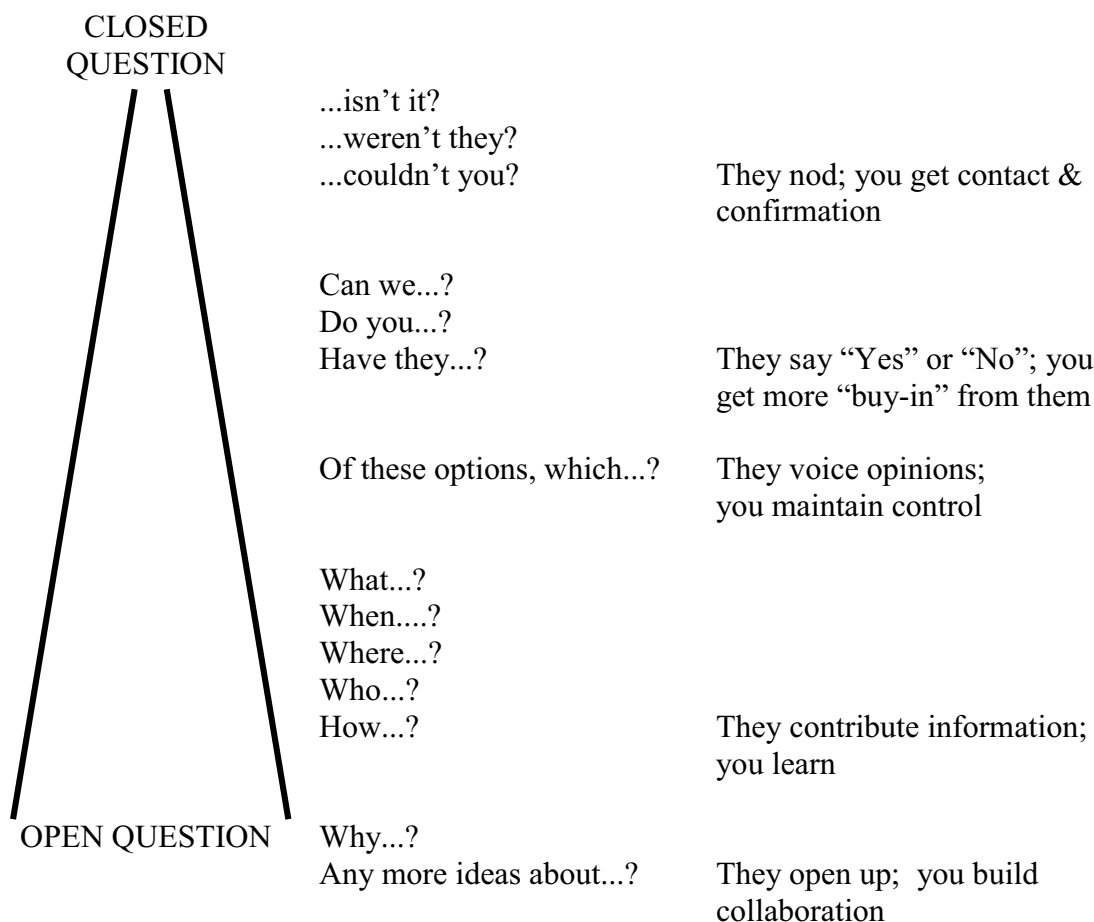 CLOSED
QUESTION
...isn’t it?
...weren’t they?
...couldn’t you?
They nod; you get contact &
confirmation
Can we...?
Do you...?
Have they...?
They say “Yes” or “No”; you
get more “buy-in” from them
Of these options, which...?
They voice opinions;
you maintain control
What...?
When....?
Where...?
Who...?
How...?
They contribute information;
you learn
OPEN QUESTION
Why...?
Any more ideas about...?
They open up;  you build
collaboration